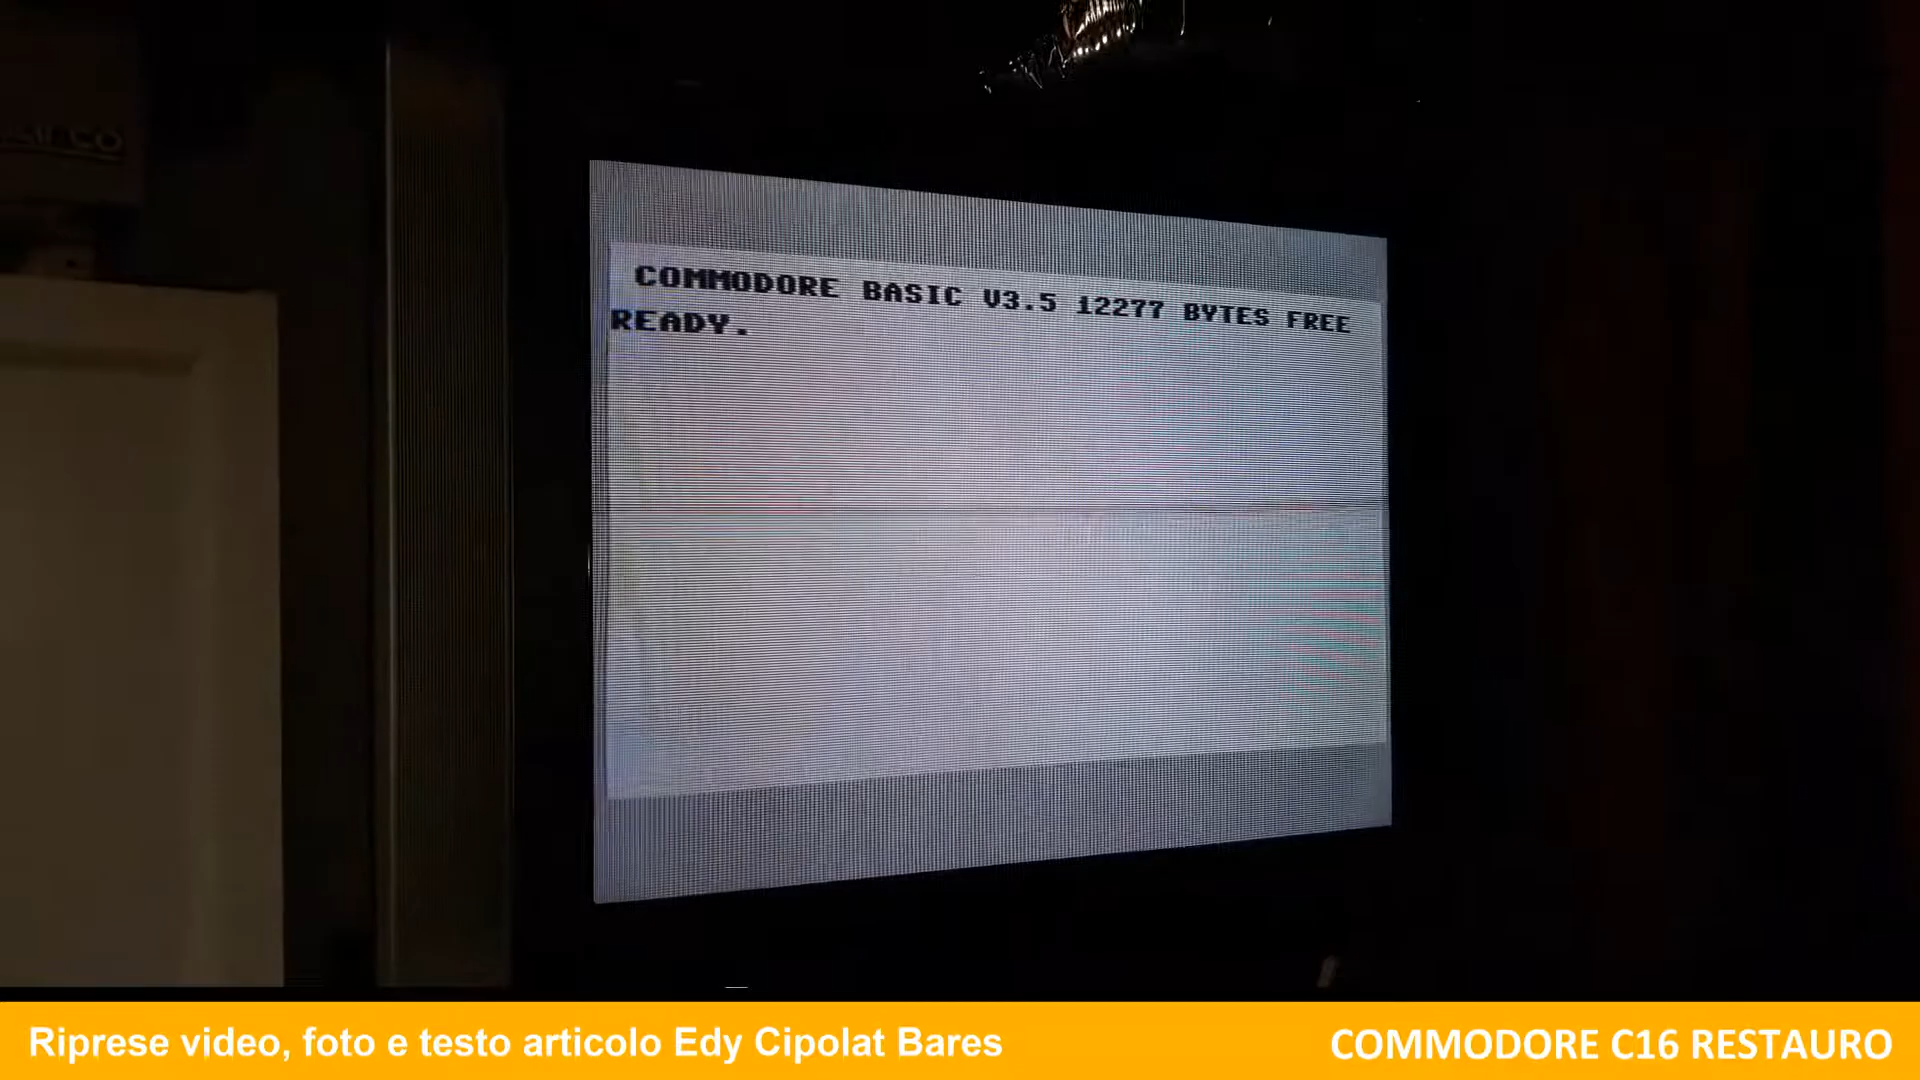 COMMODORE BASIC V3.5 12277 BYTES FREE
READY.
Riprese video, foto e testo articolo Edy Cipolat Bares
COMMODORE C16 RESTAURO